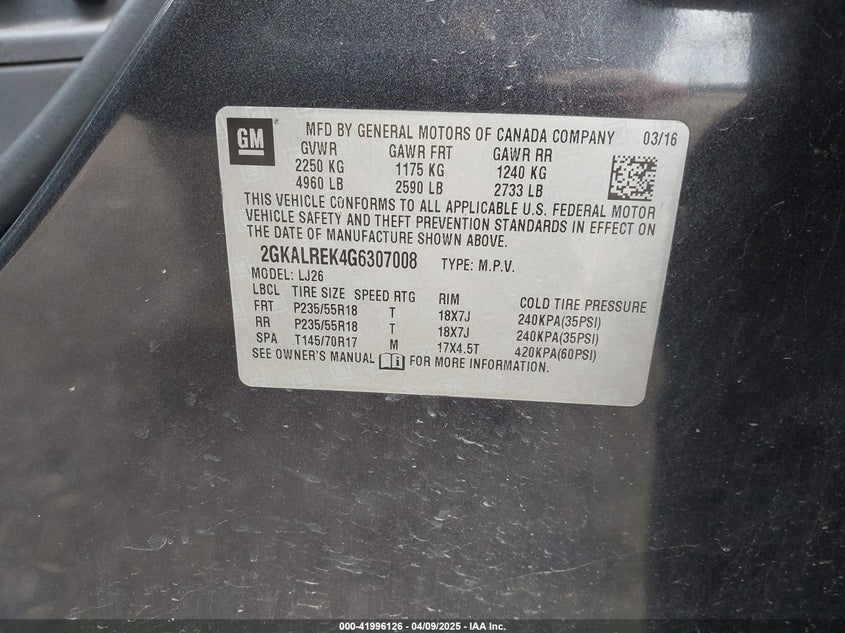 GM
MFD BY GENERAL MOTORS OF CANADA COMPANY 03/16
GVWR GAWR FRT GAWR RR
2250 KG 1175 KG 1240 KG
4960 LB 2590 LB 2733 LB
THIS VEHICLE CONFORMS TO ALL APPLICABLE U.S. FEDERAL MOTOR
VEHICLE SAFETY AND THEFT PREVENTION STANDARDS IN EFFECT ON
THE DATE OF MANUFACTURE SHOWN ABOVE.
2GKALREK4G6307008 TYPE: M.P.V.
MODEL: LJ26
LBCL TIRE SIZE SPEED RTG RIM COLD TIRE PRESSURE
FRT P235/55R18 T 18X7J 240KPA(35PSI)
RR P235/55R18 T 18X7J 240KPA(35PSI)
SPA T145/70R17 M 17X4.5T 420KPA(60PSI)
SEE OWNER'S MANUAL FOR MORE INFORMATION.
000-41996126 - 04/09/2025 - IAA Inc.